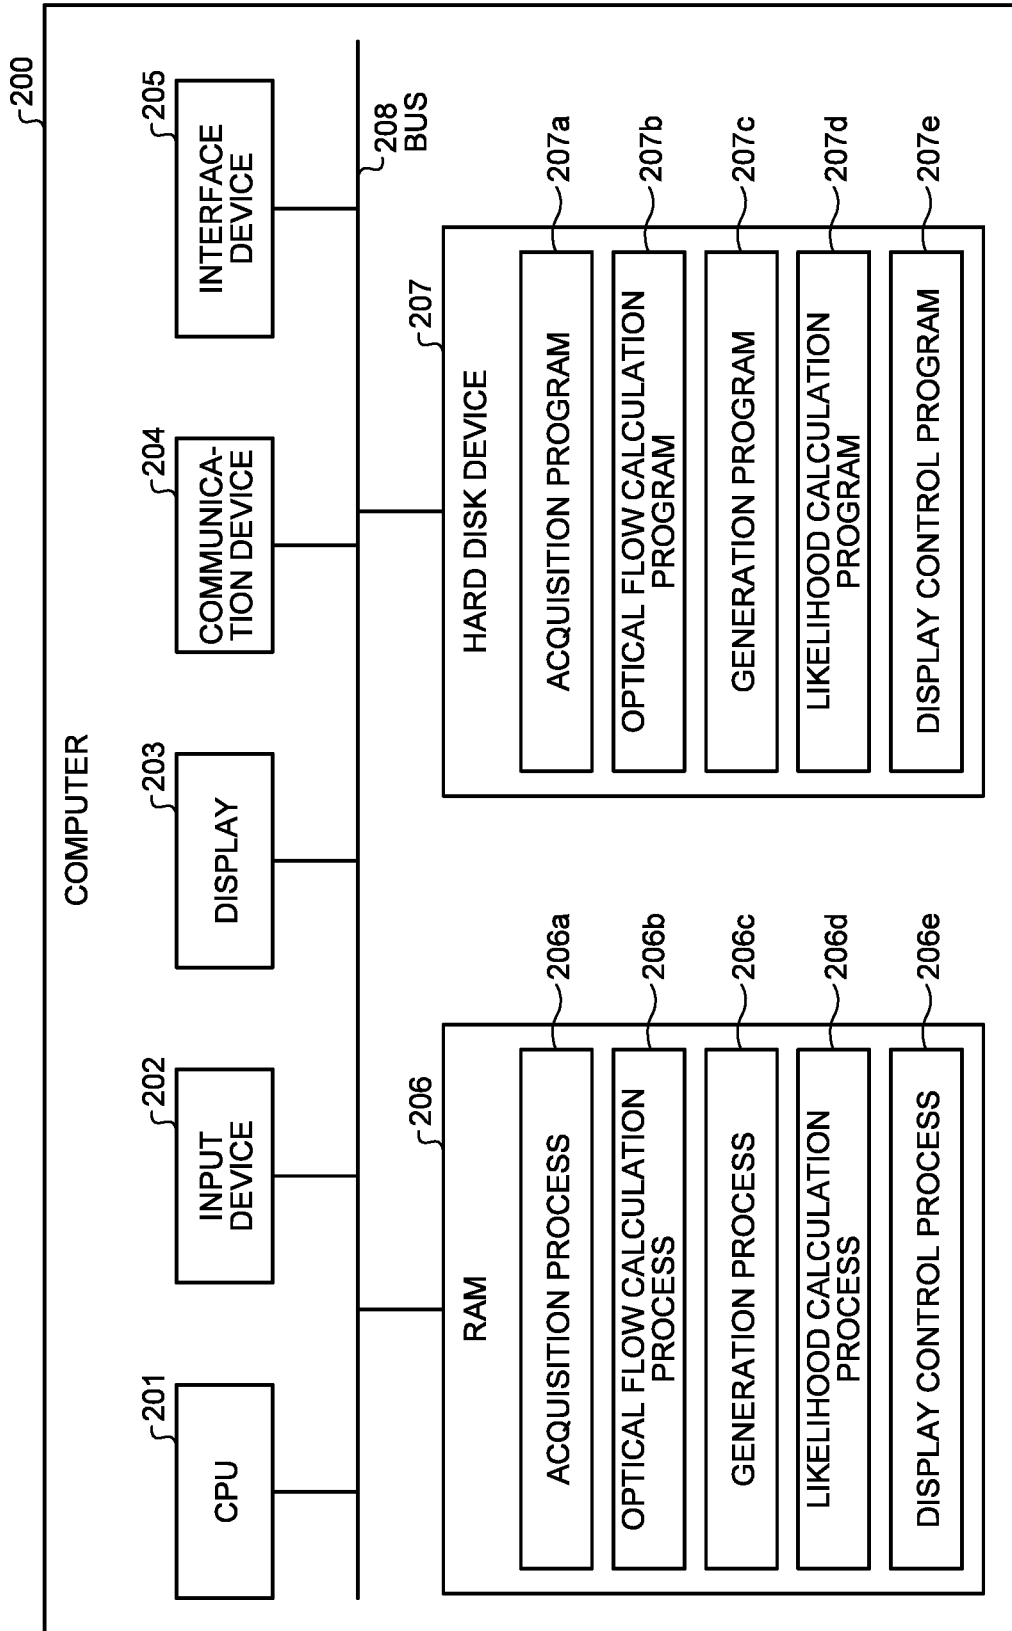 200
COMPUTER
201
CPU
202
INPUT
DEVICE
203
DISPLAY
204
COMMUNICA-
TION DEVICE
205
INTERFACE
DEVICE
208
BUS
206
RAM
206a
ACQUISITION PROCESS
206b
OPTICAL FLOW CALCULATION
PROCESS
206c
GENERATION PROCESS
206d
LIKELIHOOD CALCULATION
PROCESS
206e
DISPLAY CONTROL PROCESS
207
HARD DISK DEVICE
207a
ACQUISITION PROGRAM
207b
OPTICAL FLOW CALCULATION
PROGRAM
207c
GENERATION PROGRAM
207d
LIKELIHOOD CALCULATION
PROGRAM
207e
DISPLAY CONTROL PROGRAM